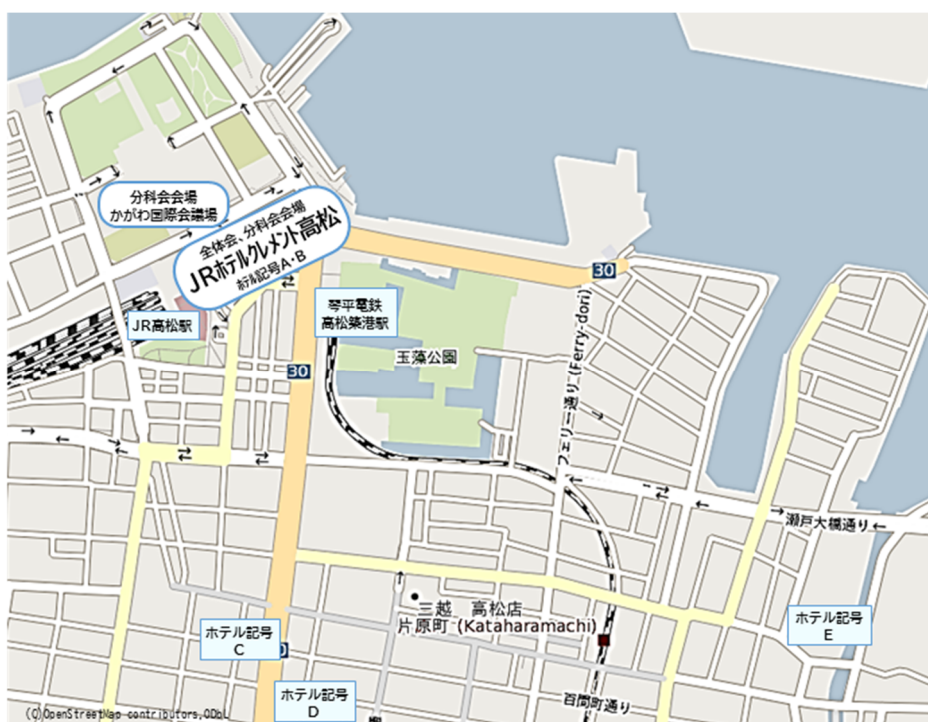 分科会会場
かがわ国際会議場
全体会、分科会会場
JRホテルクレメント高松
ホテル記号A・B
30
JR高松駅
琴平電鉄
高松築港駅
玉藻公園
30
フェリー通り (Ferry-dori)
瀬戸大橋通り
三越 高松店
片原町 (Kataharamachi)
ホテル記号
C
ホテル記号
E
ホテル記号
D
百間町通り
(C)OpenStreetMap contributors,ODbL